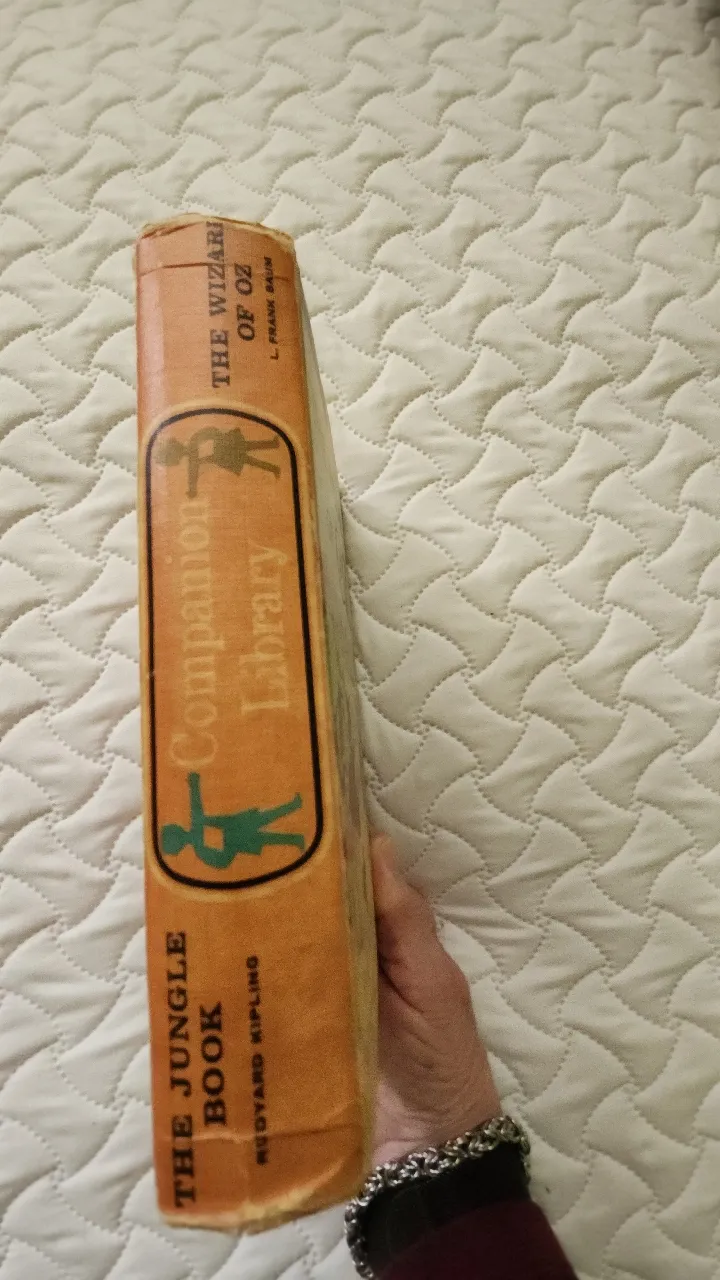 THE WIZARD
OF OZ
L. FRANK BAUM
Companion
Library
THE JUNGLE
BOOK
RUDYARD KIPLING